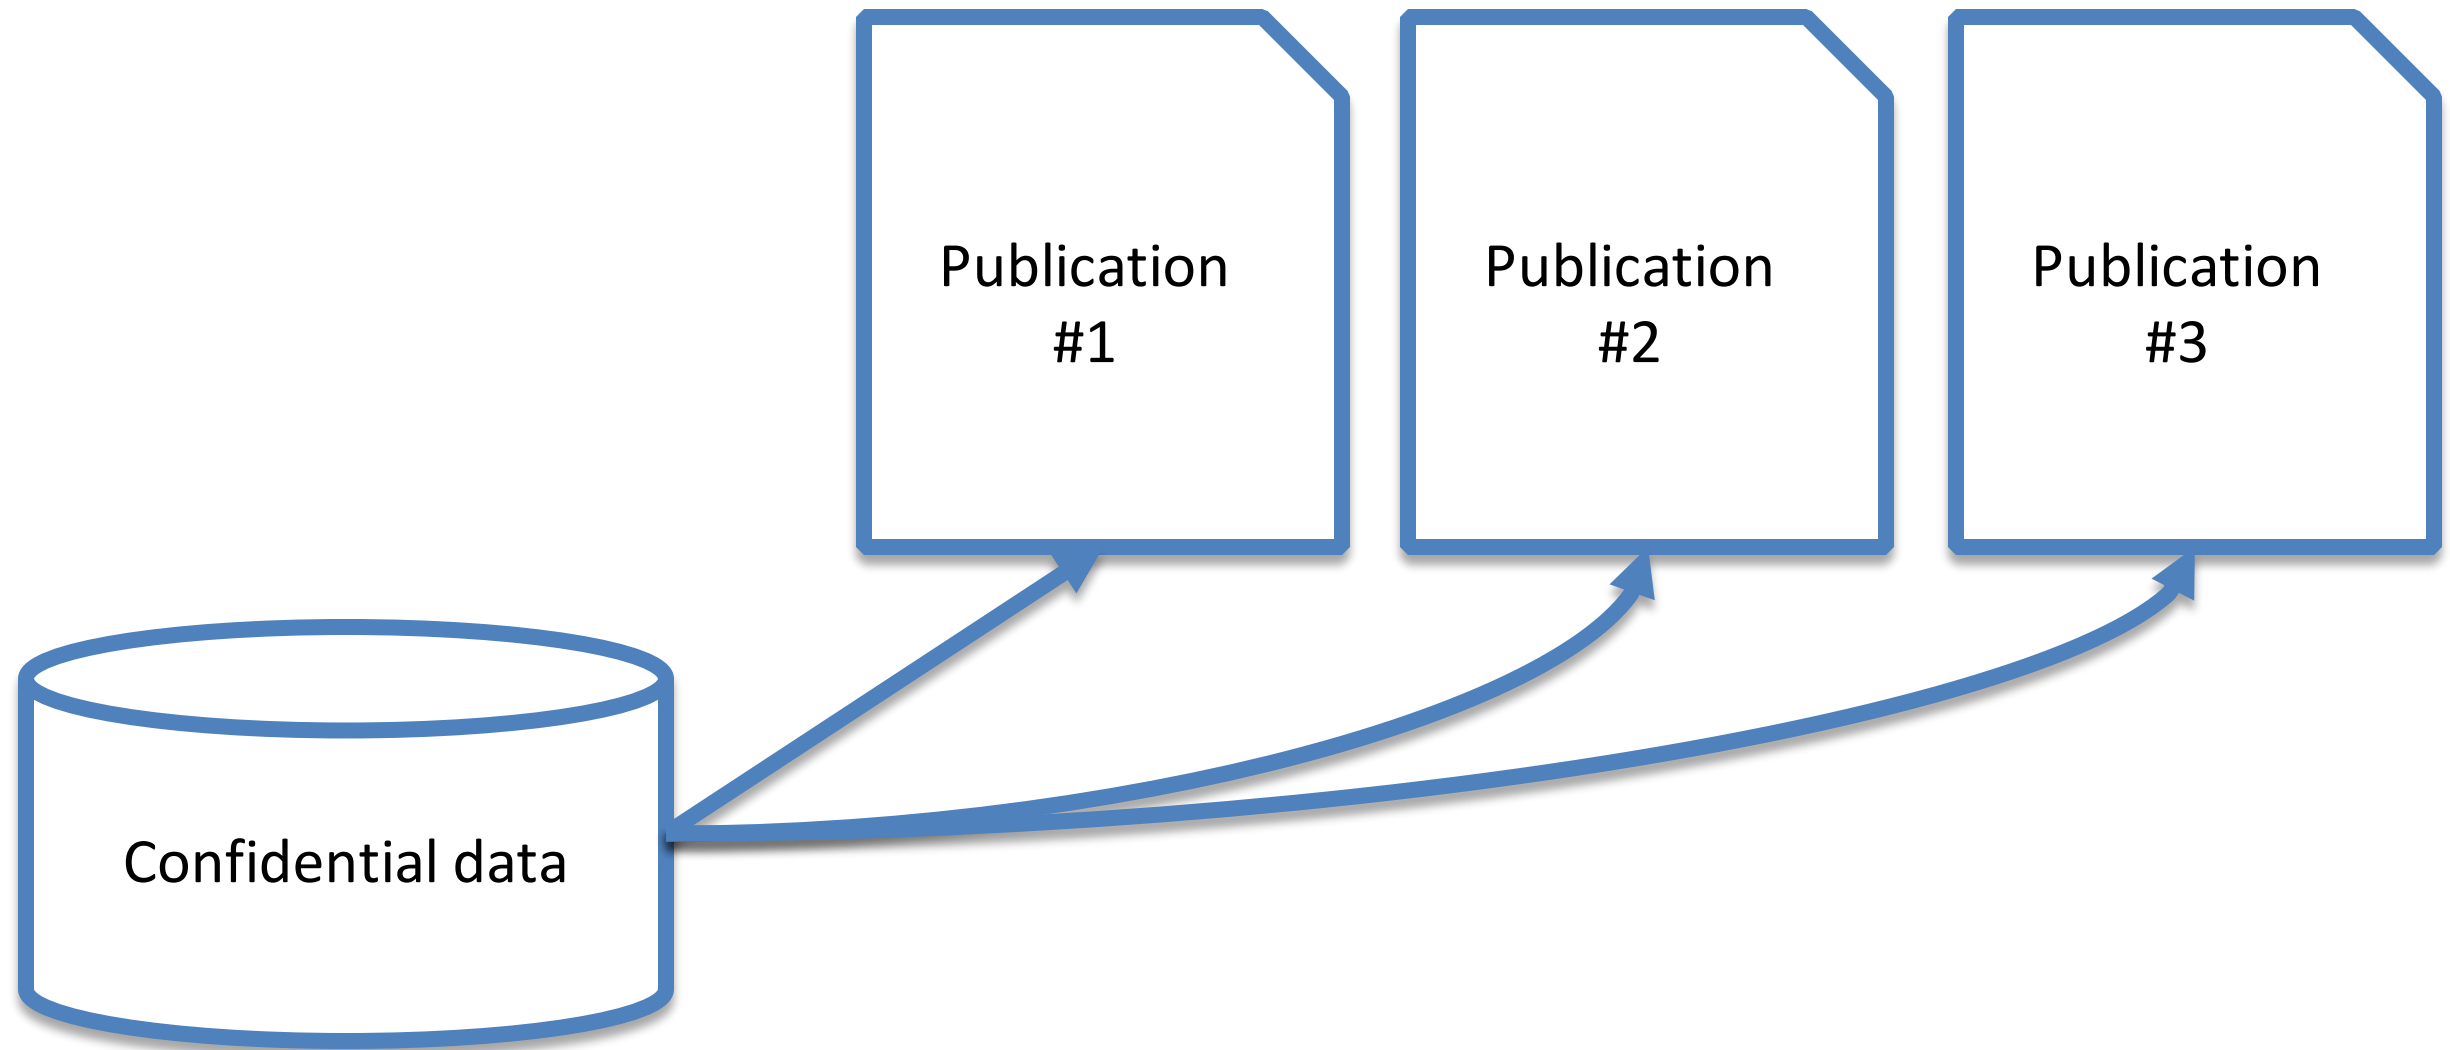 Publication
#1
Publication
#2
Publication
#3
Confidential data